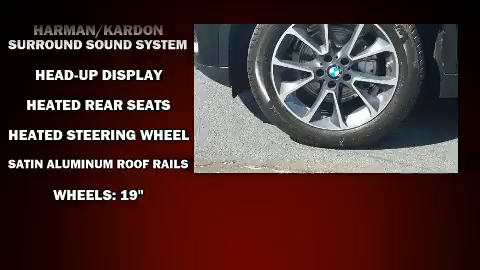 HARMAN/KARDON
SURROUND SOUND SYSTEM
HEAD-UP DISPLAY
HEATED REAR SEATS
HEATED STEERING WHEEL
SATIN ALUMINUM ROOF RAILS
WHEELS: 19"